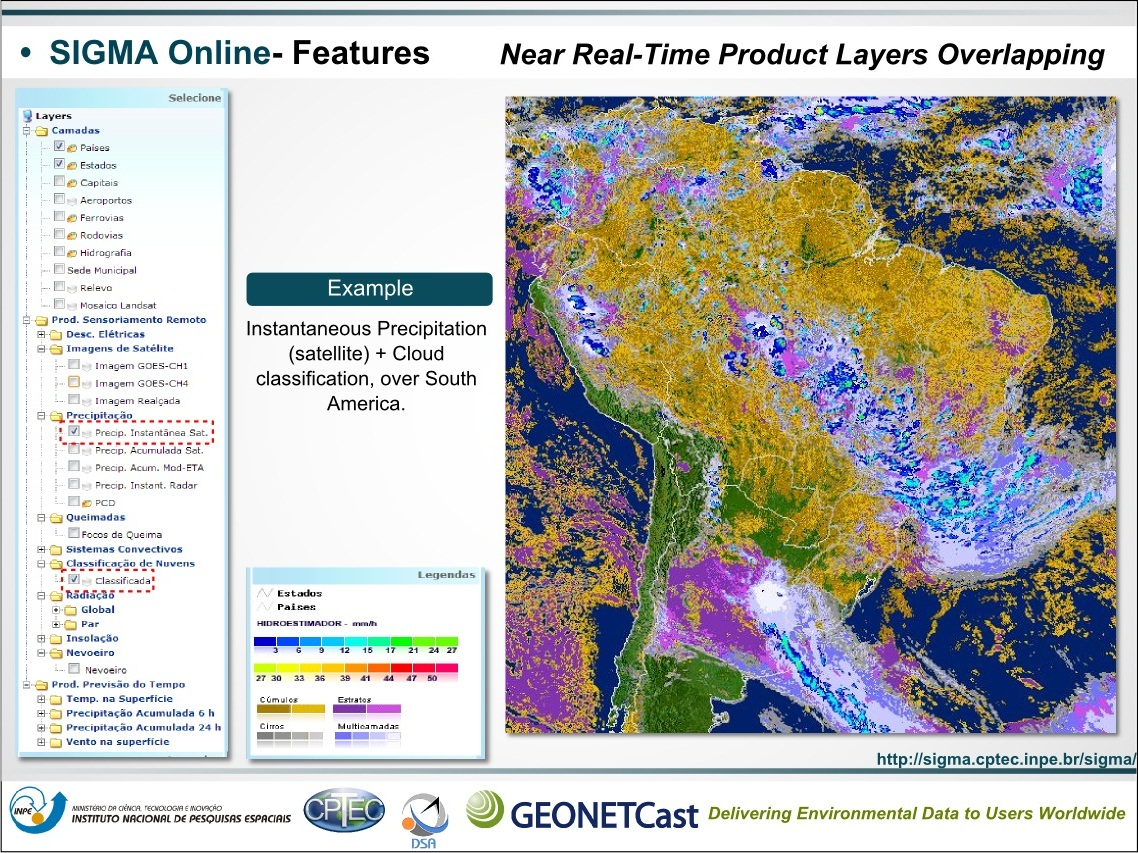 • SIGMA Online- Features
Near Real-Time Product Layers Overlapping
Selecione
Layers
Camadas
Países
Estados
Capitais
Aeroportos
Ferrovias
Rodovias
Hidrografia
Sede Municipal
Relevo
Mosaico Landsat
Prod. Sensoriamento Remoto
Desc. Elétricas
Imagens de Satélite
Imagem GOES-CH1
Imagem GOES-CH4
Imagem Realçada
Precipitação
Precip. Instantânea Sat.
Precip. Acumulada Sat.
Precip. Acum. Mod-ETA
Precip. Instant. Radar
PCD
Queimadas
Focos de Queima
Sistemas Convectivos
Classificação de Nuvens
Classificada
Radiação
Global
Par
Insolação
Nevoeiro
Nevoeiro
Prod. Previsão do Tempo
Temp. na Superfície
Precipitação Acumulada 6 h
Precipitação Acumulada 24 h
Vento na superfície
Example
Instantaneous Precipitation
(satellite) + Cloud
classification, over South
America.
Legendas
Estados
Paises
HIDROESTIMADOR - mm/h
3 6 9 12 15 17 21 24 27
27 30 33 36 39 41 44 47 50
Cúmulos Estratos
Cirros Multicamadas
http://sigma.cptec.inpe.br/sigma/
INPE
MINISTÉRIO DA CIÊNCIA, TECNOLOGIA E INOVAÇÃO
INSTITUTO NACIONAL DE PESQUISAS ESPACIAIS
CPTEC
DSA
GEONETCast
Delivering Environmental Data to Users Worldwide